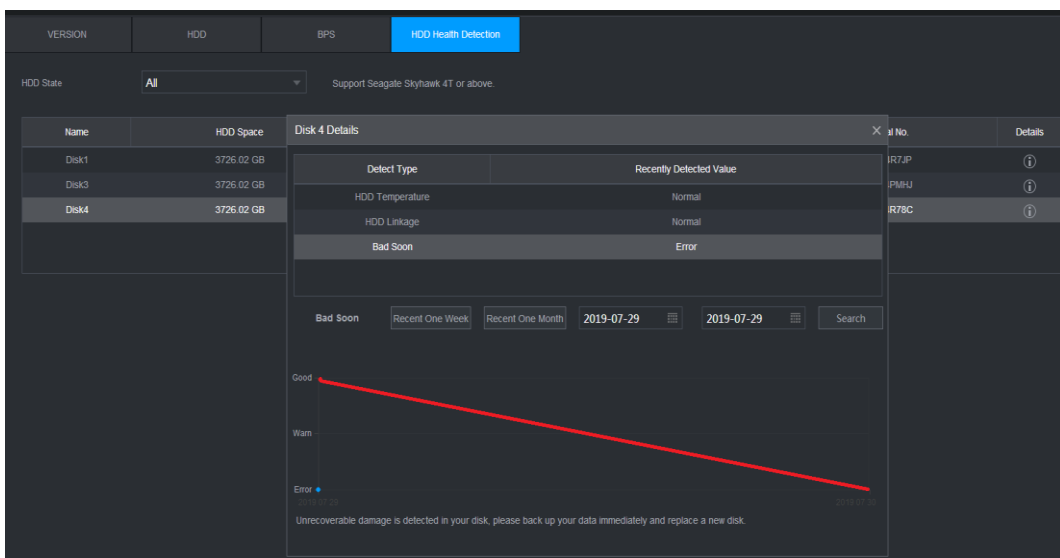 VERSION HDD BPS HDD Health Detection
HDD State All Support Seagate Skyhawk 4T or above.
Name HDD Space Disk 4 Details al No. Details
Disk1 3726.02 GB R7JP
Detect Type Recently Detected Value
Disk3 3726.02 GB PMHJ
HDD Temperature Normal
Disk4 3726.02 GB R78C
HDD Linkage Normal
Bad Soon Error
Bad Soon Recent One Week Recent One Month 2019-07-29 2019-07-29 Search
Good
Warn
Error
Unrecoverable damage is detected in your disk, please back up your data immediately and replace a new disk.